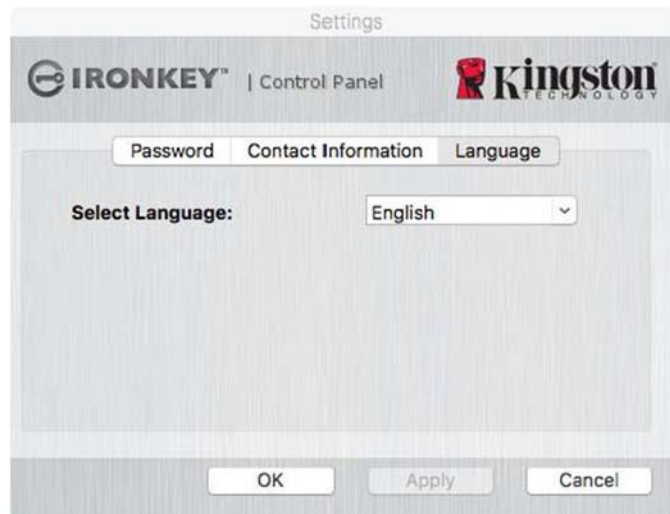 Settings
IRONKEY™ | Control Panel
Kingston
TECHNOLOGY
Password Contact Information Language
Select Language: English
OK Apply Cancel